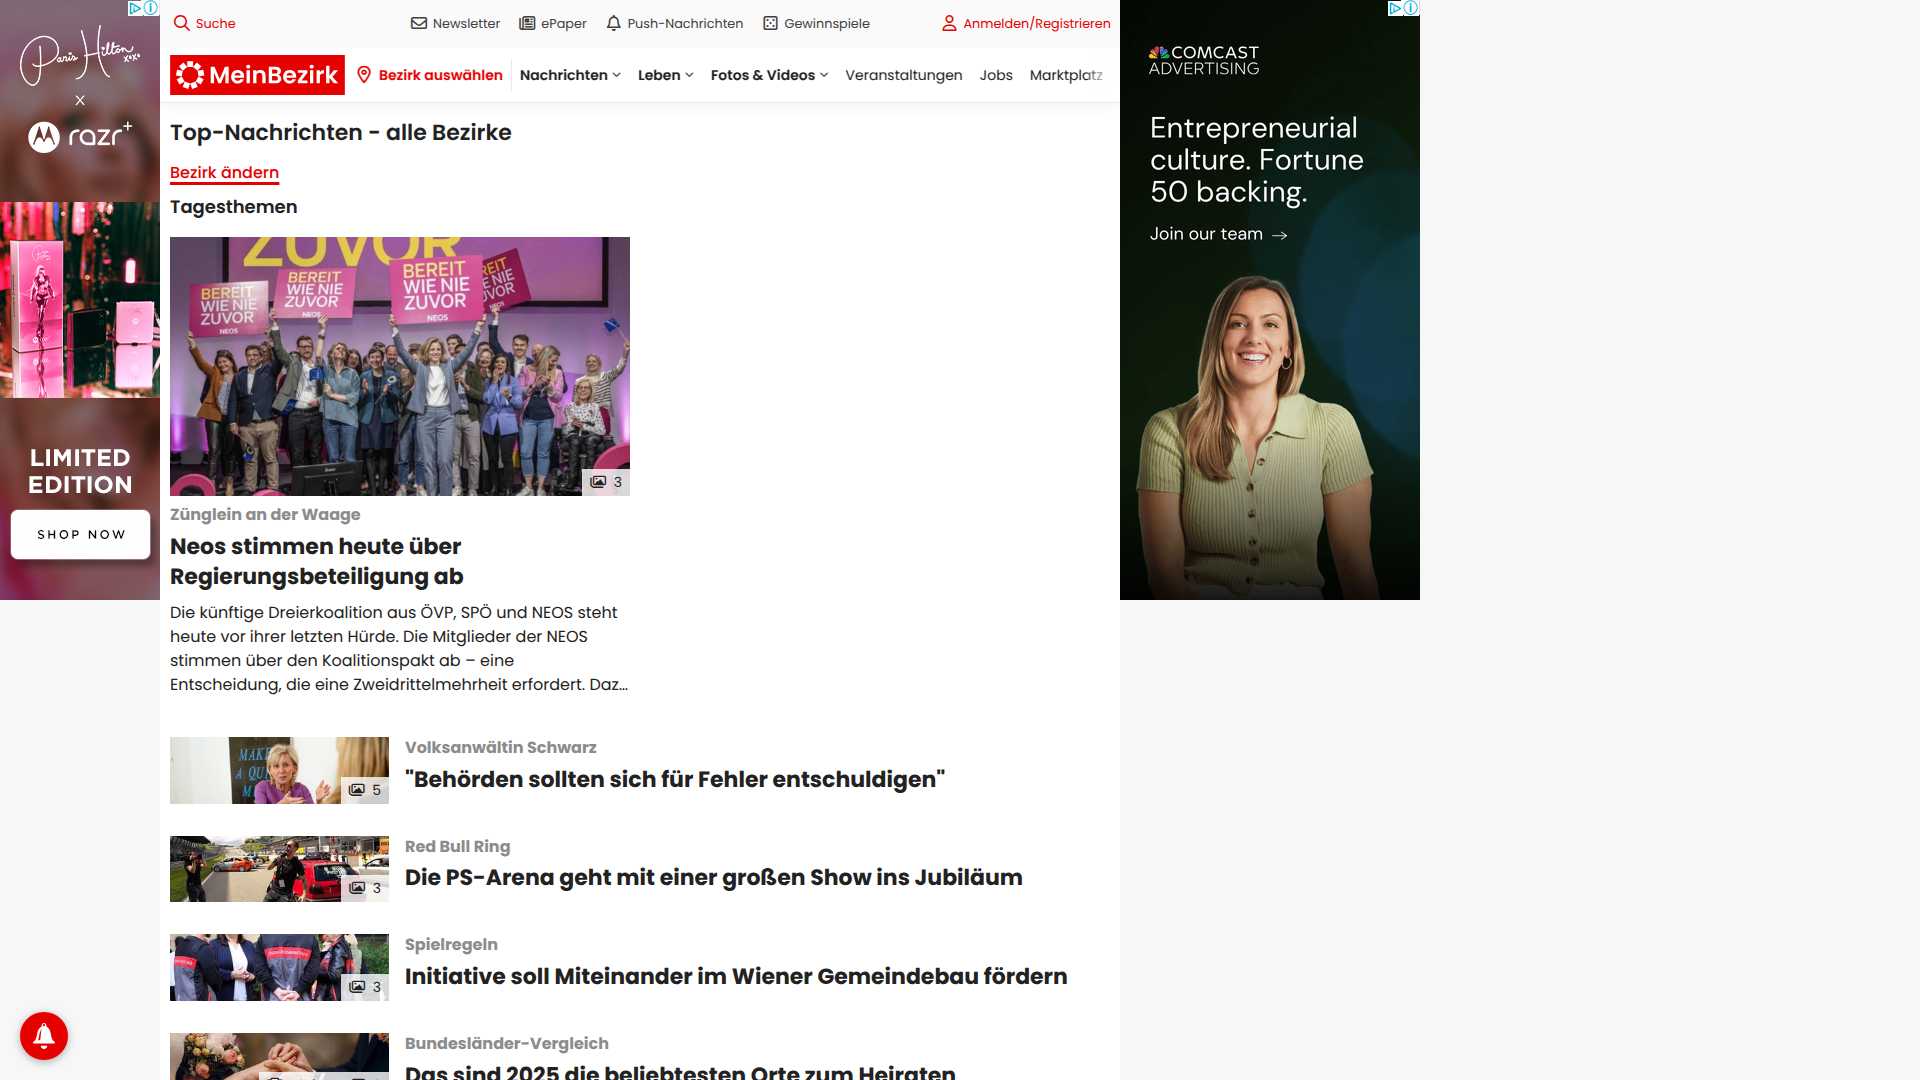 Suche
Newsletter
ePaper
Push-Nachrichten
Gewinnspiele
Anmelden/Registrieren
MeinBezirk
Bezirk auswählen
Nachrichten
Leben
Fotos & Videos
Veranstaltungen
Jobs
Marktplatz
Paris Hilton
xoxo
X
razr+
LIMITED
EDITION
SHOP NOW
Top-Nachrichten - alle Bezirke
Bezirk ändern
Tagesthemen
ZUVOR
BEREIT
WIE NIE
ZUVOR
NEOS
BEREIT
WIE NIE
ZUVOR
NEOS
BEREIT
WIE NIE
ZUVOR
NEOS
3
Zünglein an der Waage
Neos stimmen heute über
Regierungsbeteiligung ab
Die künftige Dreierkoalition aus ÖVP, SPÖ und NEOS steht
heute vor ihrer letzten Hürde. Die Mitglieder der NEOS
stimmen über den Koalitionspakt ab – eine
Entscheidung, die eine Zweidrittelmehrheit erfordert. Daz...
5
Volksanwältin Schwarz
"Behörden sollten sich für Fehler entschuldigen"
3
Red Bull Ring
Die PS-Arena geht mit einer großen Show ins Jubiläum
3
Spielregeln
Initiative soll Miteinander im Wiener Gemeindebau fördern
Bundesländer-Vergleich
Das sind 2025 die beliebtesten Orte zum Heiraten
COMCAST
ADVERTISING
Entrepreneurial
culture. Fortune
50 backing.
Join our team →